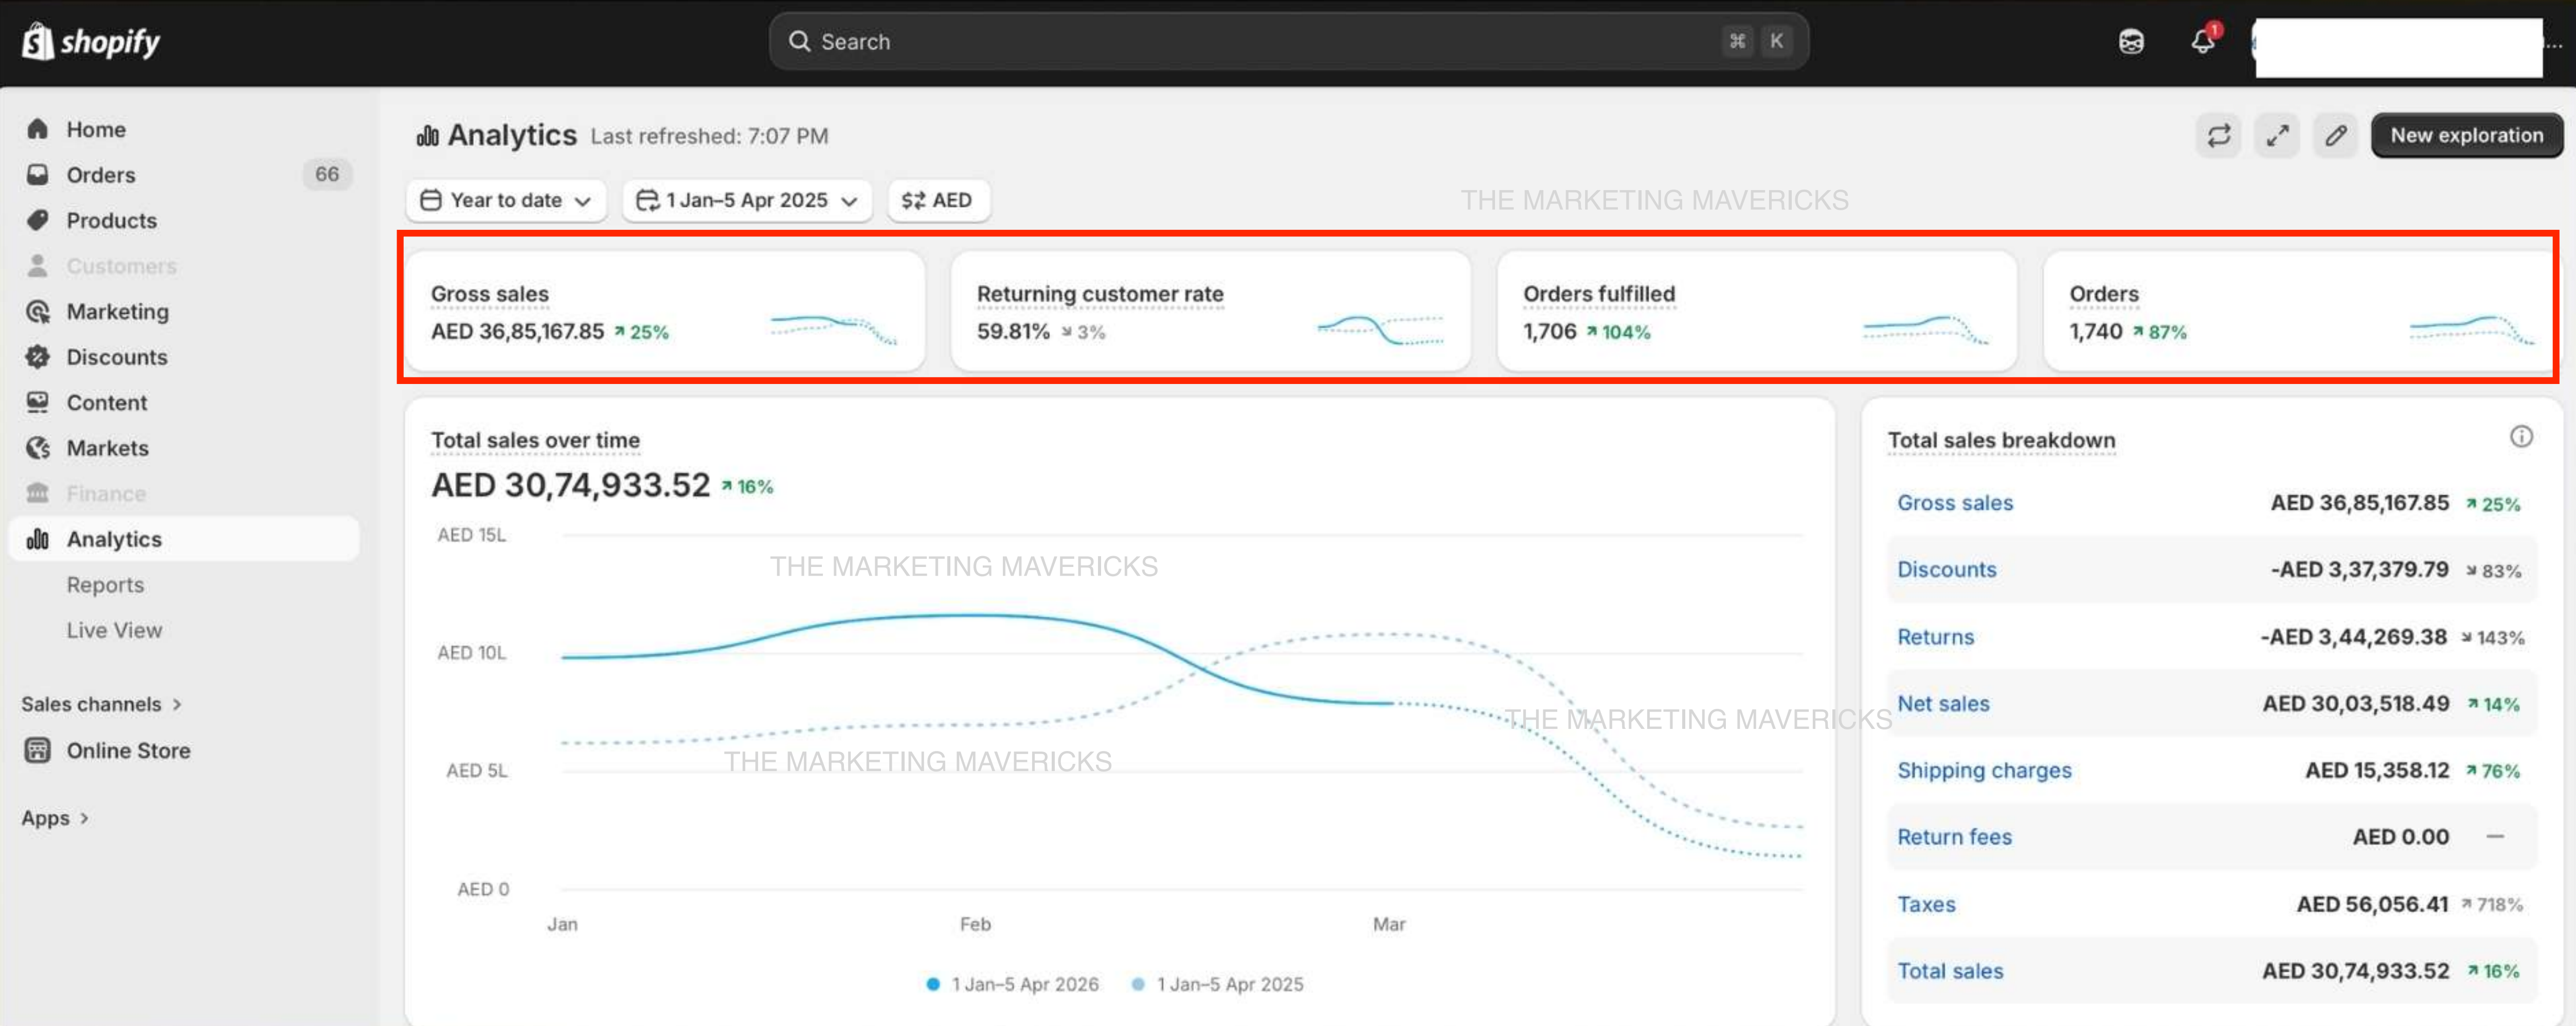 shopify
Search
⌘ K
1
...
Home
Orders 66
Products
Customers
Marketing
Discounts
Content
Markets
Finance
Analytics
Reports
Live View
Sales channels
Online Store
Apps
Analytics Last refreshed: 7:07 PM
New exploration
Year to date
1 Jan–5 Apr 2025
$ AED
THE MARKETING MAVERICKS
Gross sales
AED 36,85,167.85 ↗ 25%
Returning customer rate
59.81% ↘ 3%
Orders fulfilled
1,706 ↗ 104%
Orders
1,740 ↗ 87%
Total sales over time
AED 30,74,933.52 ↗ 16%
AED 15L
THE MARKETING MAVERICKS
AED 10L
THE MARKETING MAVERICKS
THE MARKETING MAVERICKS
AED 5L
AED 0
Jan Feb Mar
1 Jan–5 Apr 2026 1 Jan–5 Apr 2025
Total sales breakdown
Gross sales AED 36,85,167.85 ↗ 25%
Discounts -AED 3,37,379.79 ↘ 83%
Returns -AED 3,44,269.38 ↘ 143%
Net sales AED 30,03,518.49 ↗ 14%
Shipping charges AED 15,358.12 ↗ 76%
Return fees AED 0.00 —
Taxes AED 56,056.41 ↗ 718%
Total sales AED 30,74,933.52 ↗ 16%